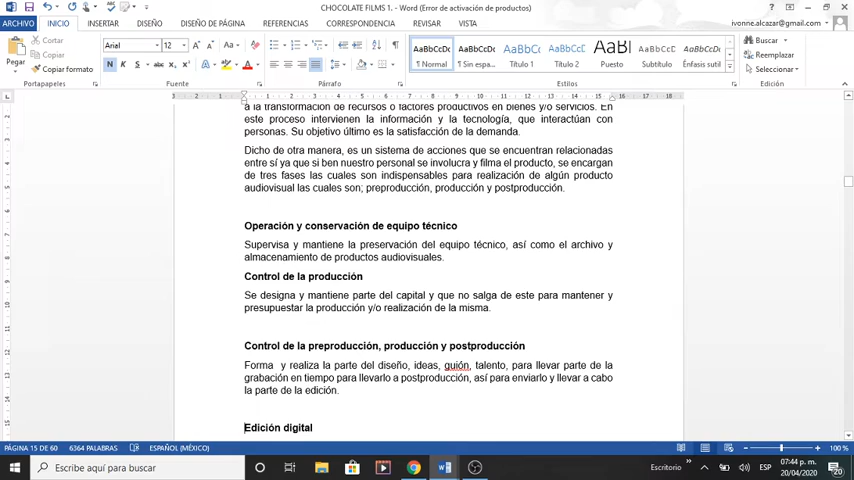 CHOCOLATE FILMS 1. - Word (Error de activación de productos)
ARCHIVO INICIO INSERTAR DISEÑO DISEÑO DE PÁGINA REFERENCIAS CORRESPONDENCIA REVISAR VISTA ivonne.alcazar@gmail.com
Pegar
Cortar
Copiar
Copiar formato
Portapapeles
Arial 12
Fuente
Párrafo
AaBbCcDc AaBbCcDc AaBbCc AaBbCcD AaBl AaBbCcD AaBbCcDc
¶ Normal ¶ Sin espa... Título 1 Título 2 Puesto Subtítulo Énfasis sutil
Estilos
Buscar
Reemplazar
Seleccionar
Edición
a la transformación de recursos o factores productivos en bienes y/o servicios. En
este proceso intervienen la información y la tecnología, que interactúan con
personas. Su objetivo último es la satisfacción de la demanda.
Dicho de otra manera, es un sistema de acciones que se encuentran relacionadas
entre sí ya que si ben nuestro personal se involucra y filma el producto, se encargan
de tres fases las cuales son indispensables para realización de algún producto
audiovisual las cuales son; preproducción, producción y postproducción.
Operación y conservación de equipo técnico
Supervisa y mantiene la preservación del equipo técnico, así como el archivo y
almacenamiento de productos audiovisuales.
Control de la producción
Se designa y mantiene parte del capital y que no salga de este para mantener y
presupuestar la producción y/o realización de la misma.
Control de la preproducción, producción y postproducción
Forma y realiza la parte del diseño, ideas, guión, talento, para llevar parte de la
grabación en tiempo para llevarlo a postproducción, así para enviarlo y llevar a cabo
la parte de la edición.
Edición digital
PÁGINA 15 DE 60 6364 PALABRAS ESPAÑOL (MÉXICO) 100 %
Escribe aquí para buscar
Escritorio
ESP
07:44 p. m.
20/04/2020
20